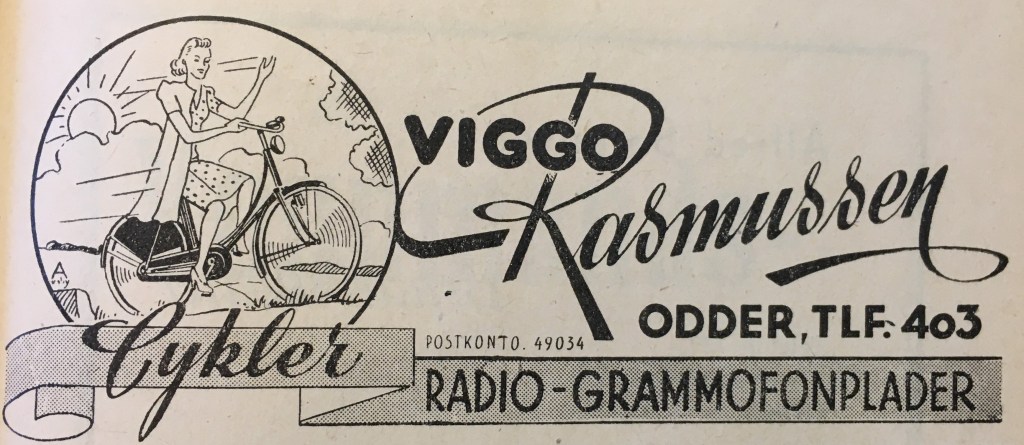 VIGGO
Rasmussen
ODDER, TLF. 403
POSTKONTO. 49034
Cykler
RADIO-GRAMMOFONPLADER